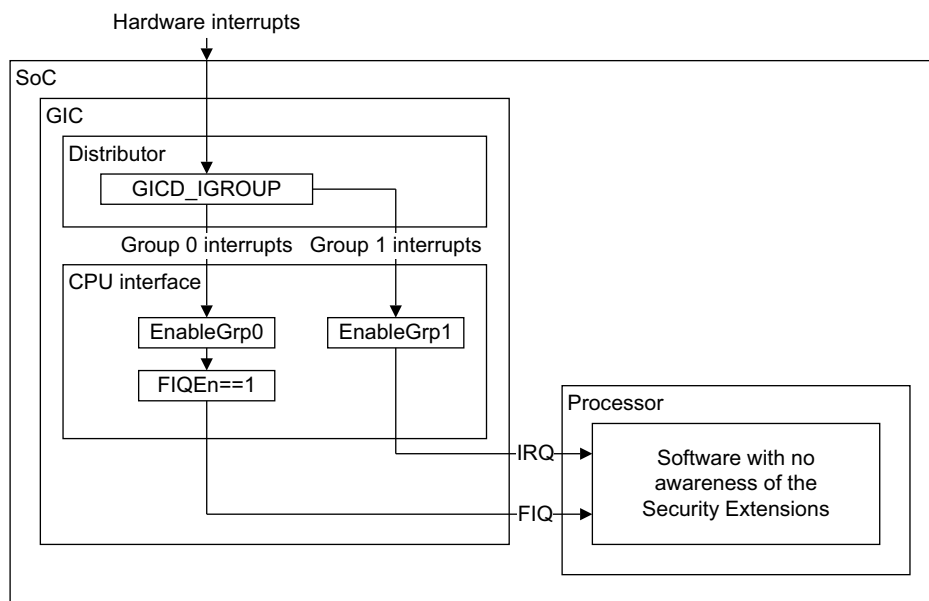 Hardware interrupts
SoC
GIC
Distributor
GICD_IGROUP
Group 0 interrupts
Group 1 interrupts
CPU interface
EnableGrp0
EnableGrp1
FIQEn==1
Processor
IRQ
FIQ
Software with no
awareness of the
Security Extensions